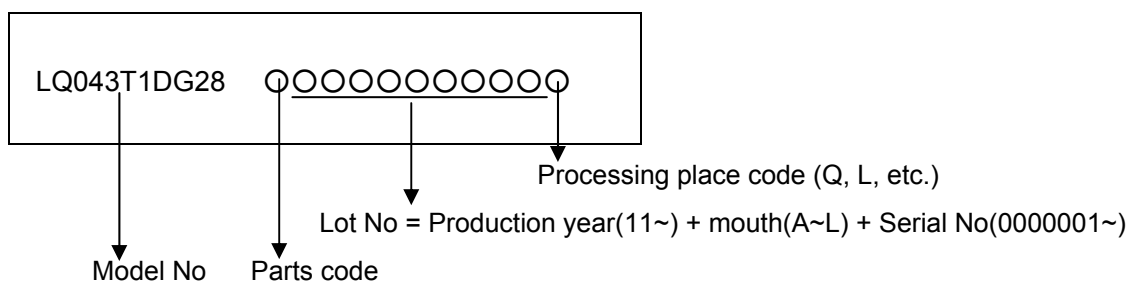 LQ043T1DG28 ○○○○○○○○○○○
Processing place code (Q, L, etc.)
Lot No = Production year(11~) + mouth(A~L) + Serial No(0000001~)
Model No Parts code